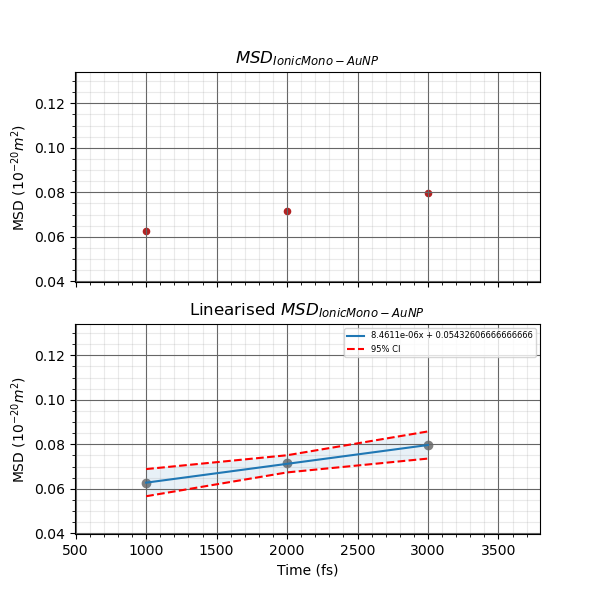 MSD_{IonicMono-AuNP}
0.12
0.10
0.08
0.06
0.04
MSD (10^{-20}m^2)
Linearised MSD_{IonicMono-AuNP}
8.4611e-06x + 0.05432606666666666
95% CI
0.12
0.10
0.08
0.06
0.04
MSD (10^{-20}m^2)
500 1000 1500 2000 2500 3000 3500
Time (fs)